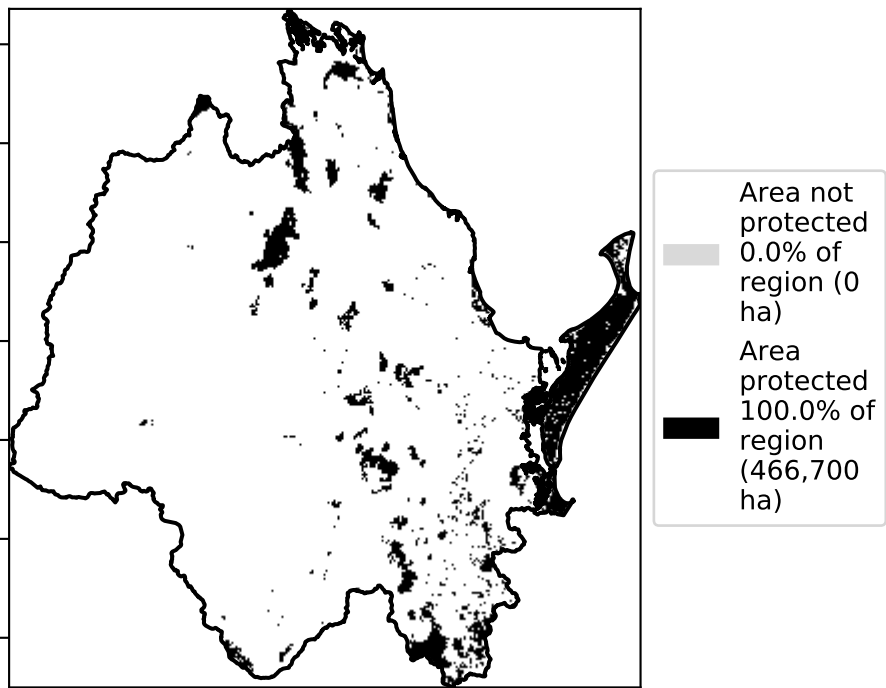 Area not
protected
0.0% of
region (0
ha)
Area
protected
100.0% of
region
(466,700
ha)